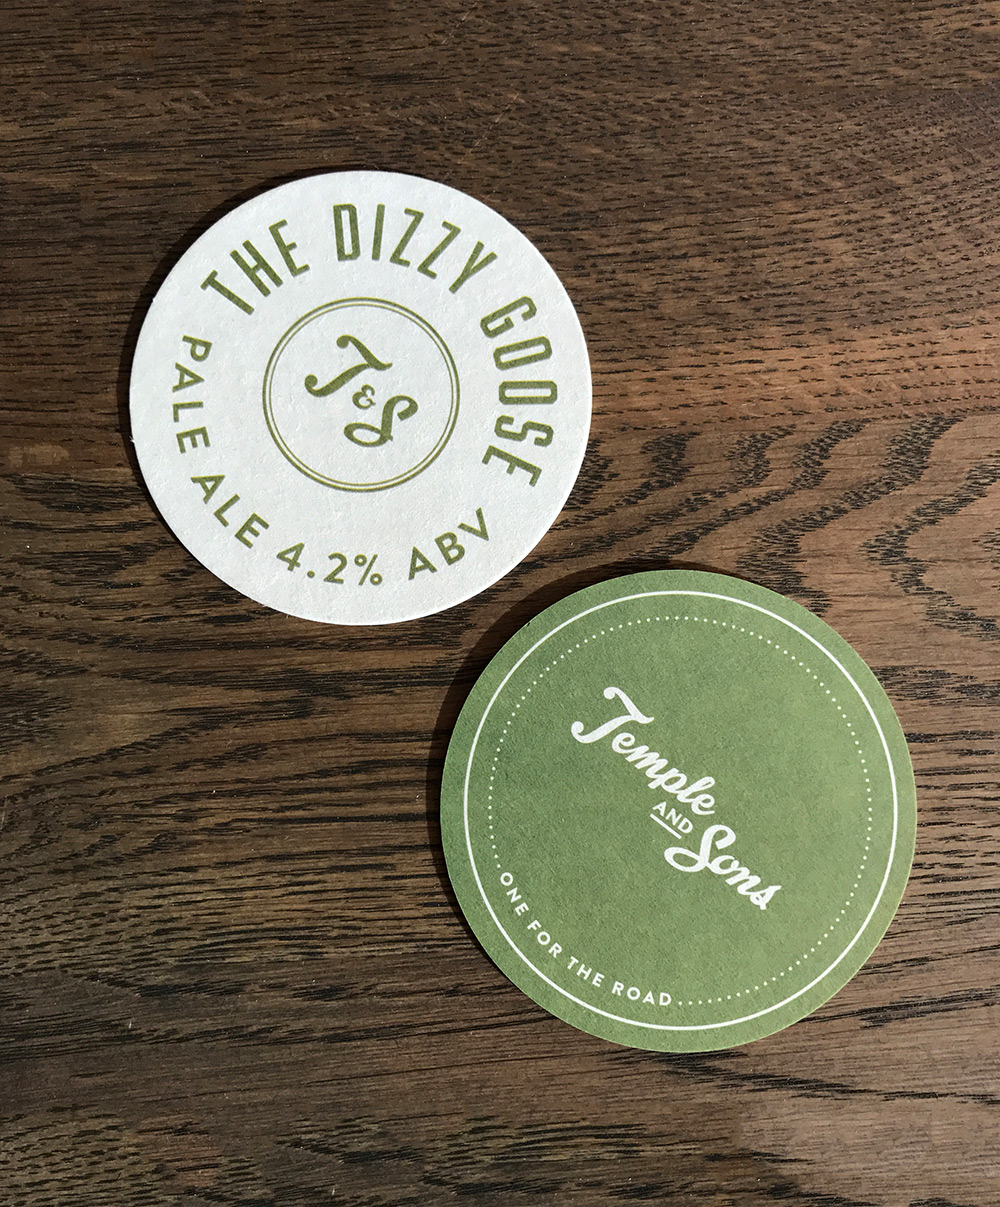 THE DIZZY GOOSE
T&S
PALE ALE 4.2% ABV
Temple
AND
Sons
ONE FOR THE ROAD